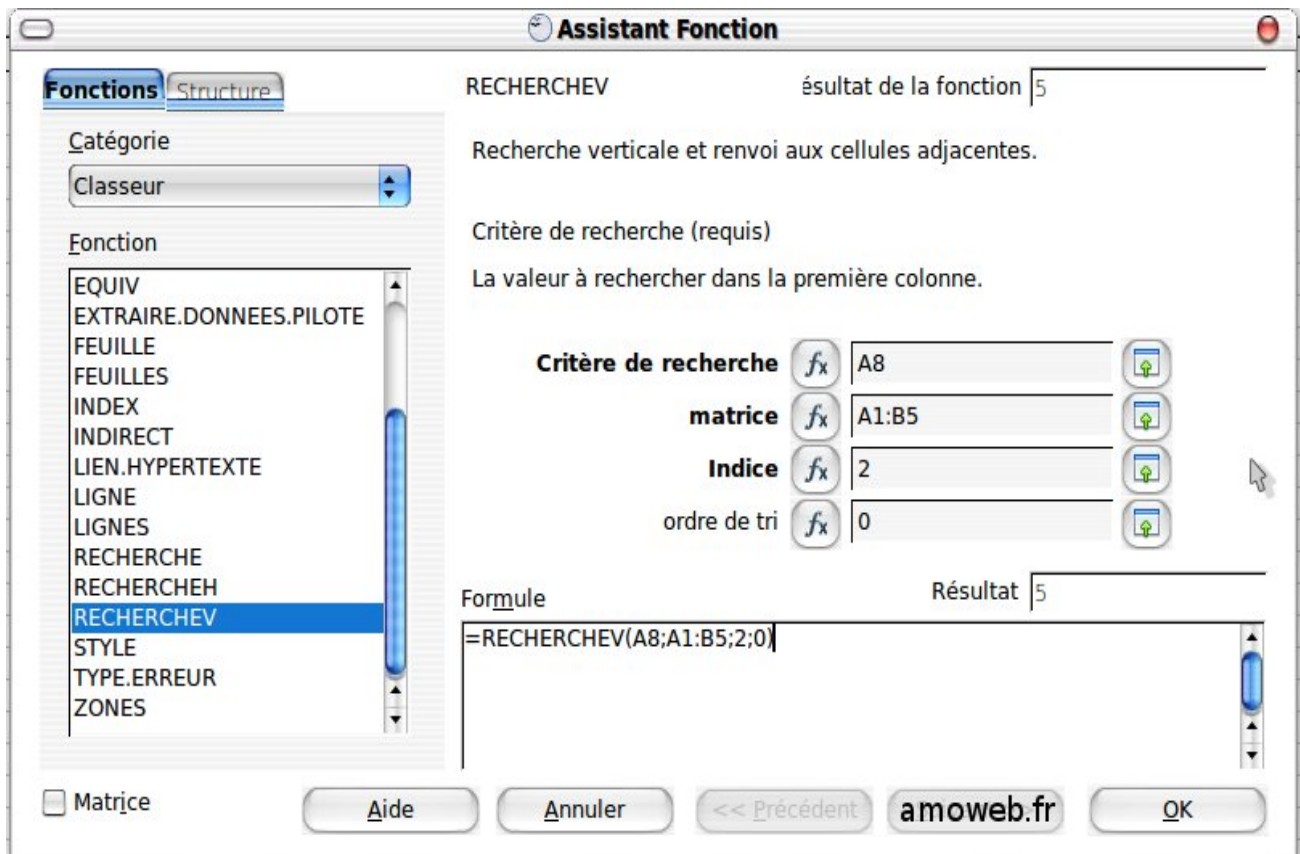 Assistant Fonction
Fonctions Structure
Catégorie
Classeur
Fonction
EQUIV
EXTRAIRE.DONNEES.PILOTE
FEUILLE
FEUILLES
INDEX
INDIRECT
LIEN.HYPERTEXTE
LIGNE
LIGNES
RECHERCHE
RECHERCHEH
RECHERCHEV
STYLE
TYPE.ERREUR
ZONES
RECHERCHEV ésultat de la fonction 5
Recherche verticale et renvoi aux cellules adjacentes.
Critère de recherche (requis)
La valeur à rechercher dans la première colonne.
Critère de recherche fx A8
matrice fx A1:B5
Indice fx 2
ordre de tri fx 0
Formule Résultat 5
=RECHERCHEV(A8;A1:B5;2;0)
Matrice Aide Annuler << Précédent amoweb.fr OK